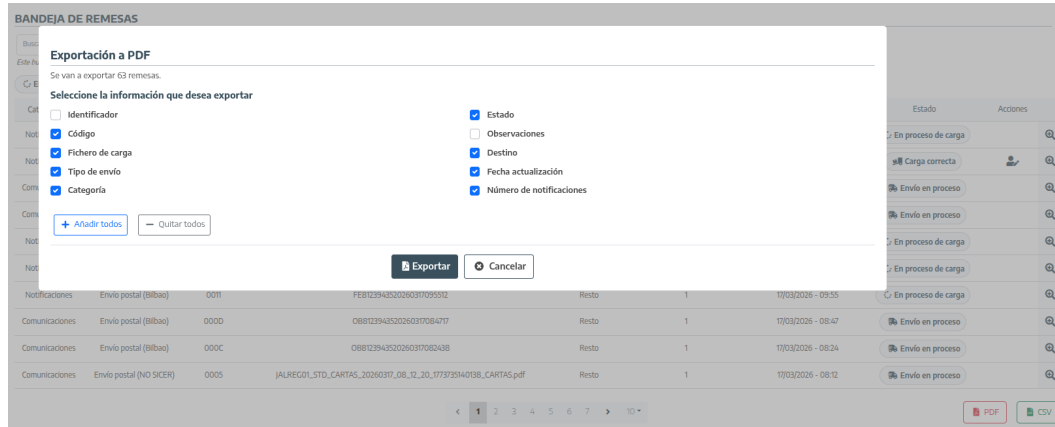 BANDEJA DE REMESAS
Exportación a PDF
Se van a exportar 63 remesas.
Seleccione la información que desea exportar
Identificador
Código
Fichero de carga
Tipo de envío
Categoría
Estado
Observaciones
Destino
Fecha actualización
Número de notificaciones
+ Añadir todos
− Quitar todos
Exportar
Cancelar
Estado Acciones
En proceso de carga
Carga correcta
Envío en proceso
Envío en proceso
En proceso de carga
En proceso de carga
Notificaciones Envío postal (Bilbao) 0011 FEB123943520260317095512 Resto 1 17/03/2026 - 09:55 En proceso de carga
Comunicaciones Envío postal (Bilbao) 000D OBB123943520260317084717 Resto 1 17/03/2026 - 08:47 Envío en proceso
Comunicaciones Envío postal (Bilbao) 000C OBB123943520260317082438 Resto 1 17/03/2026 - 08:24 Envío en proceso
Comunicaciones Envío postal (NO SICER) 0005 JALREG01_STD_CARTAS_20260317_08_12_20_1773735140138_CARTAS.pdf Resto 1 17/03/2026 - 08:12 Envío en proceso
‹ 1 2 3 4 5 6 7 › 10
PDF CSV